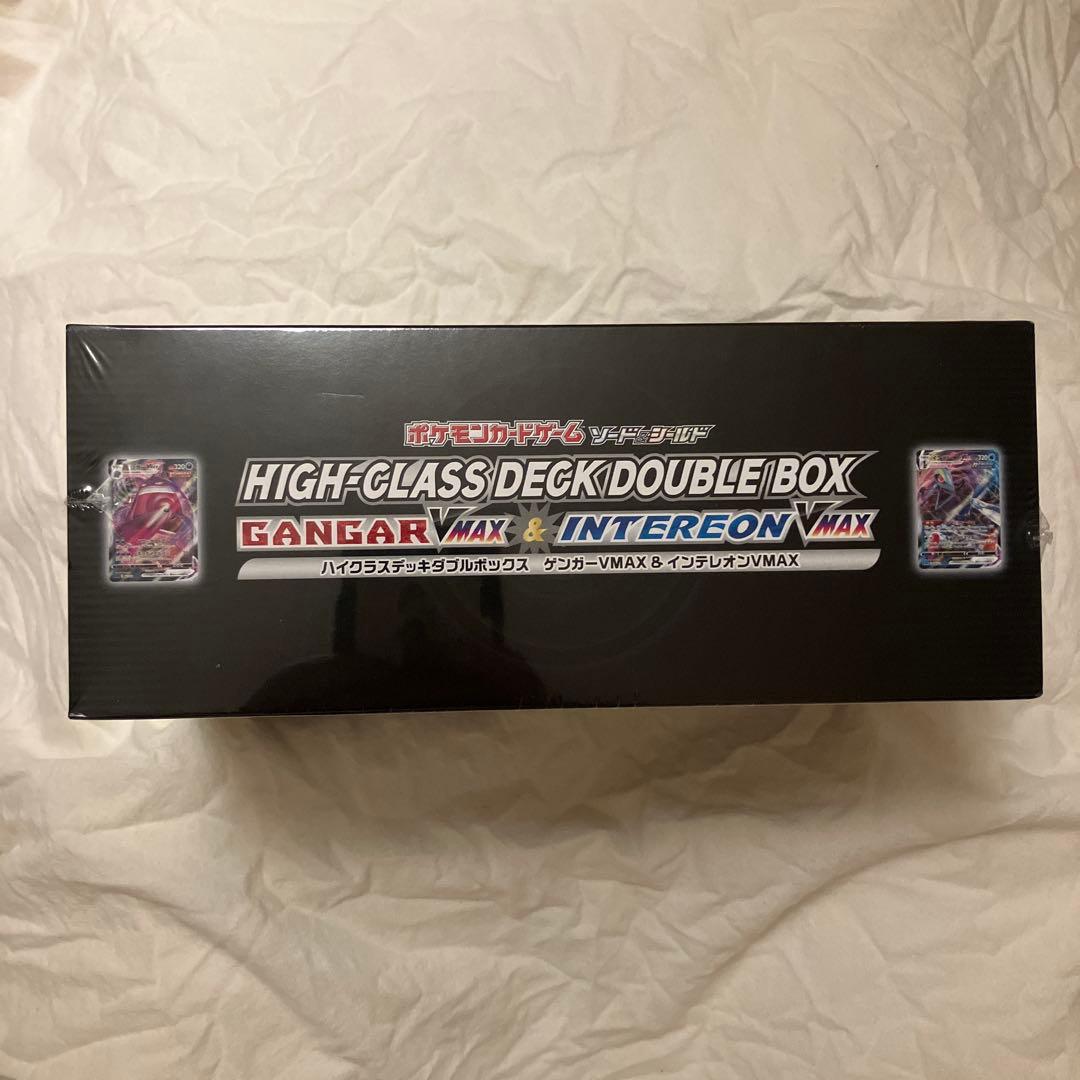 ポケモンカードゲーム ソード&シールド
HIGH-CLASS DECK DOUBLE BOX
GANGAR VMAX & INTEREON VMAX
ハイクラスデッキダブルボックス ゲンガーVMAX & インテレオンVMAX
320
320